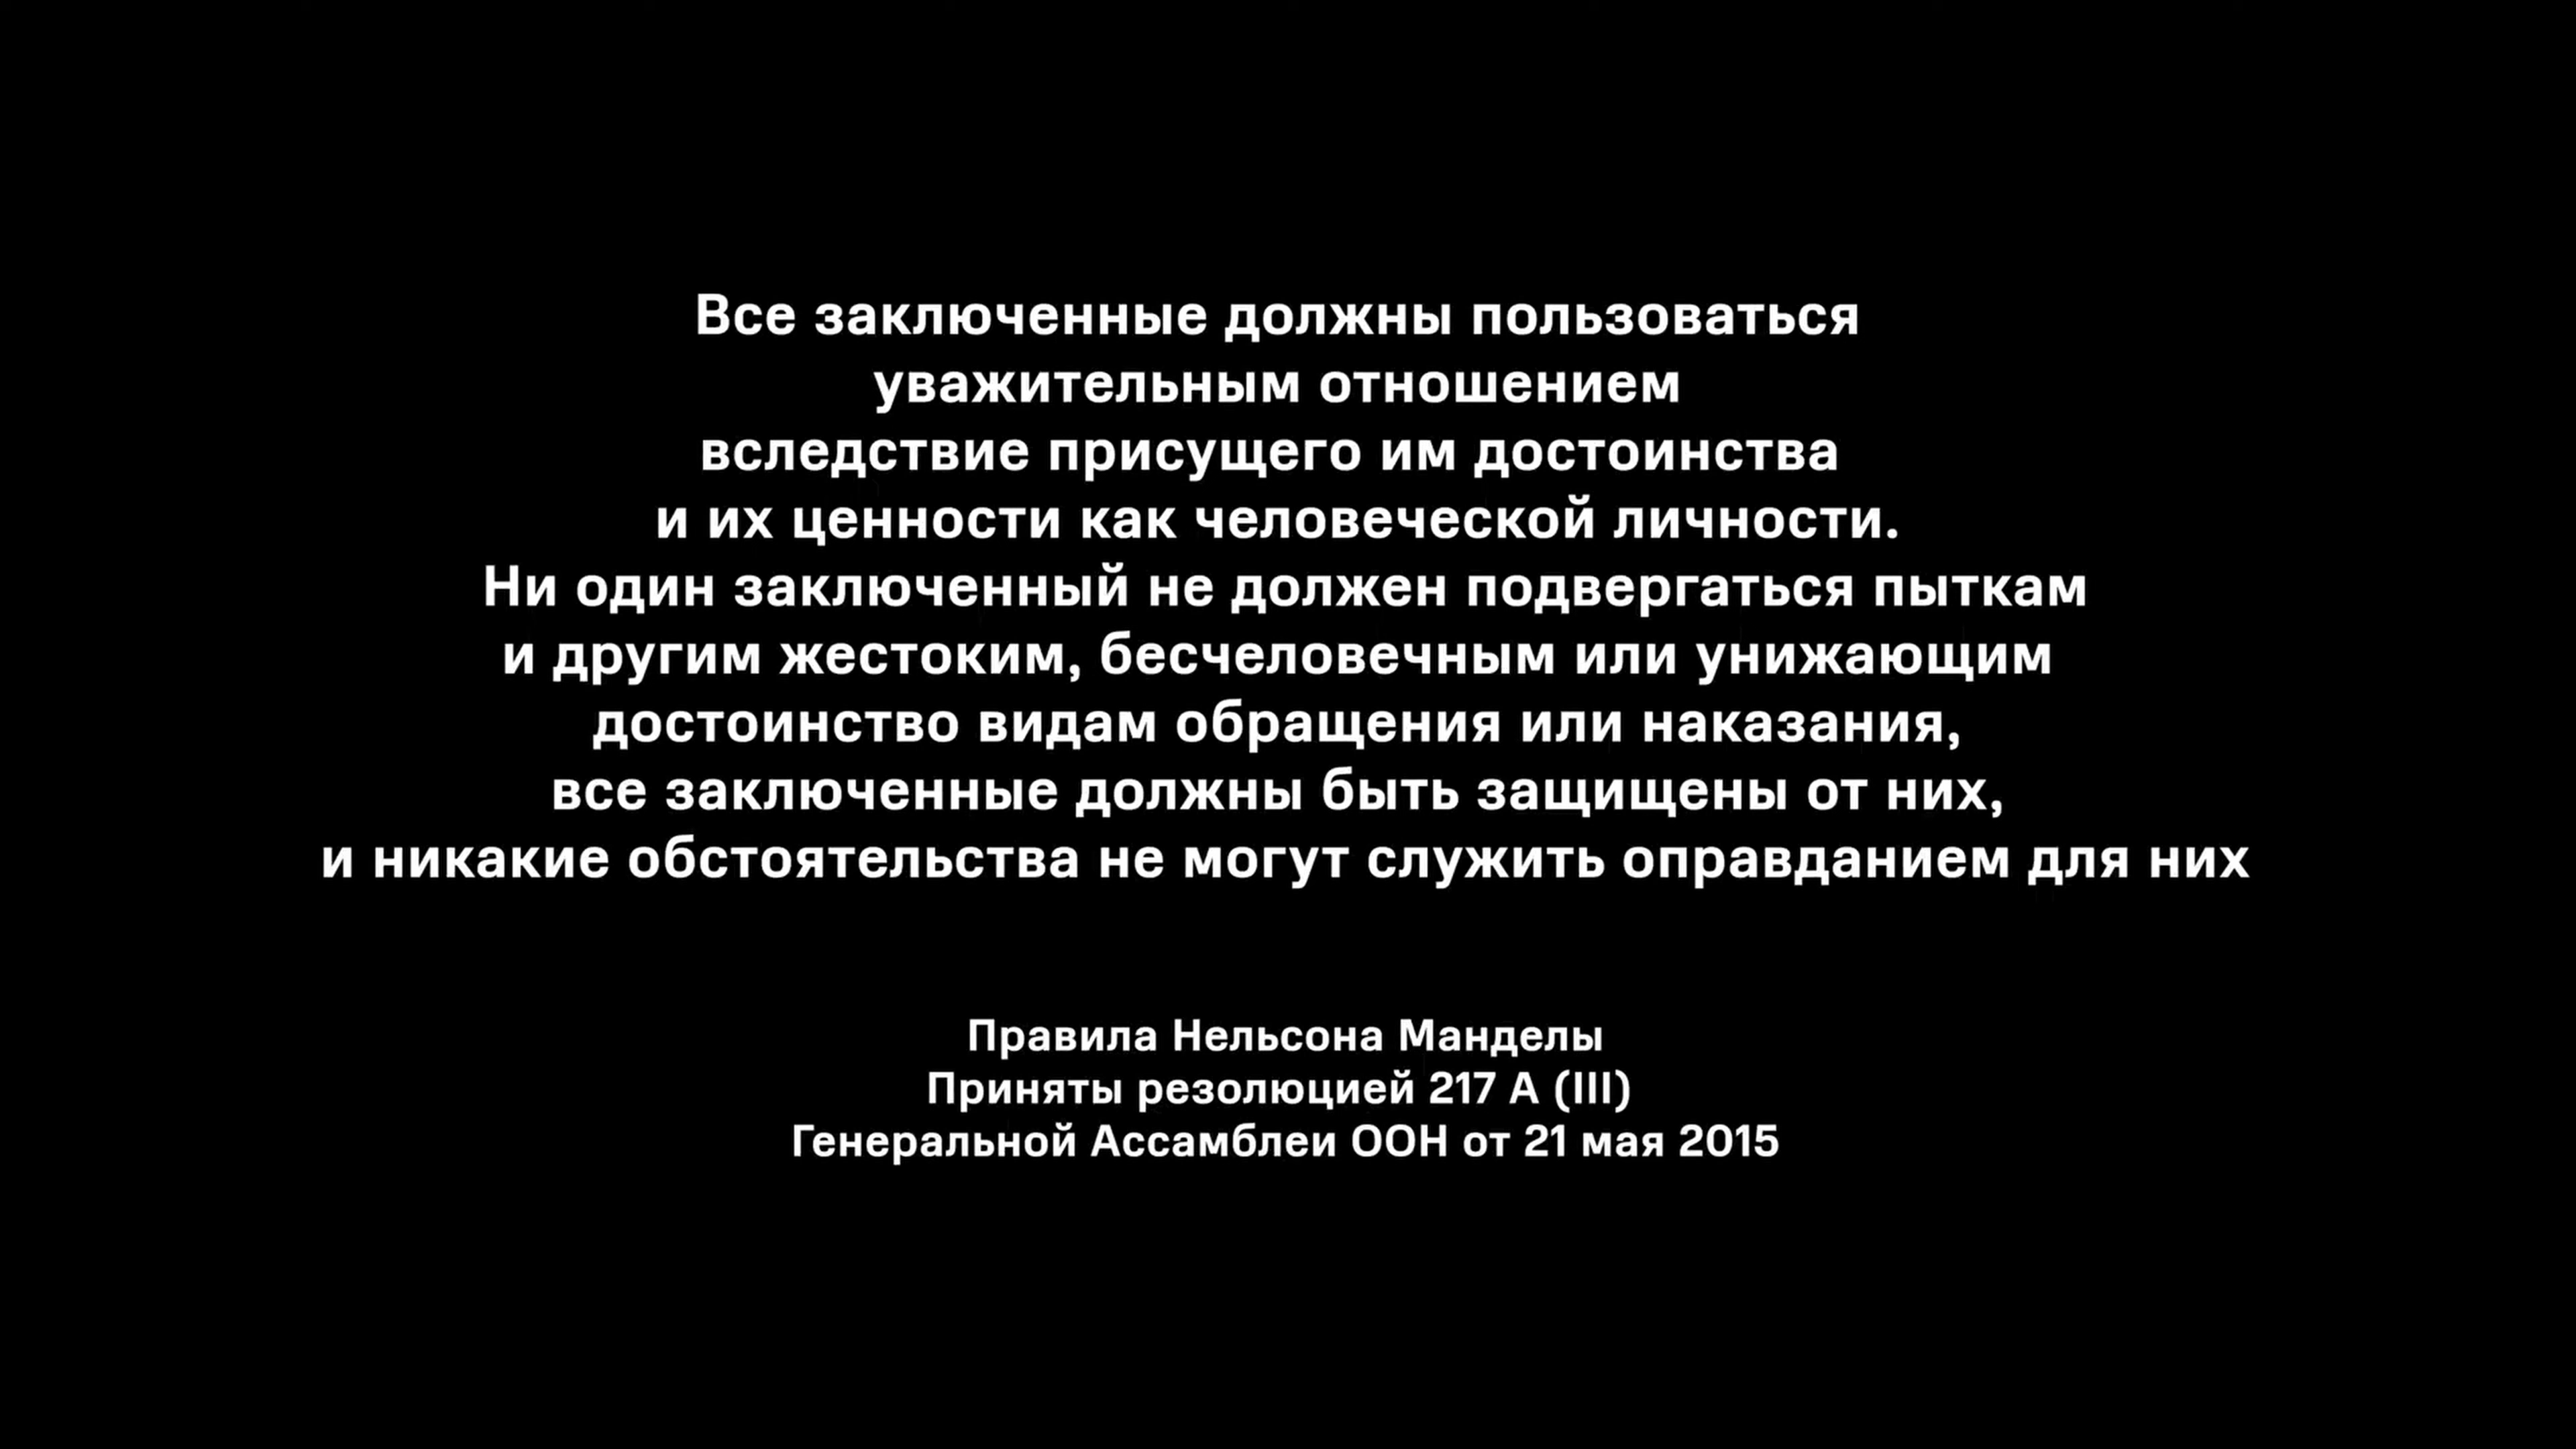 Все заключенные должны пользоваться
уважительным отношением
вследствие присущего им достоинства
и их ценности как человеческой личности.
Ни один заключенный не должен подвергаться пыткам
и другим жестоким, бесчеловечным или унижающим
достоинство видам обращения или наказания,
все заключенные должны быть защищены от них,
и никакие обстоятельства не могут служить оправданием для них
Правила Нельсона Манделы
Приняты резолюцией 217 А (III)
Генеральной Ассамблеи ООН от 21 мая 2015